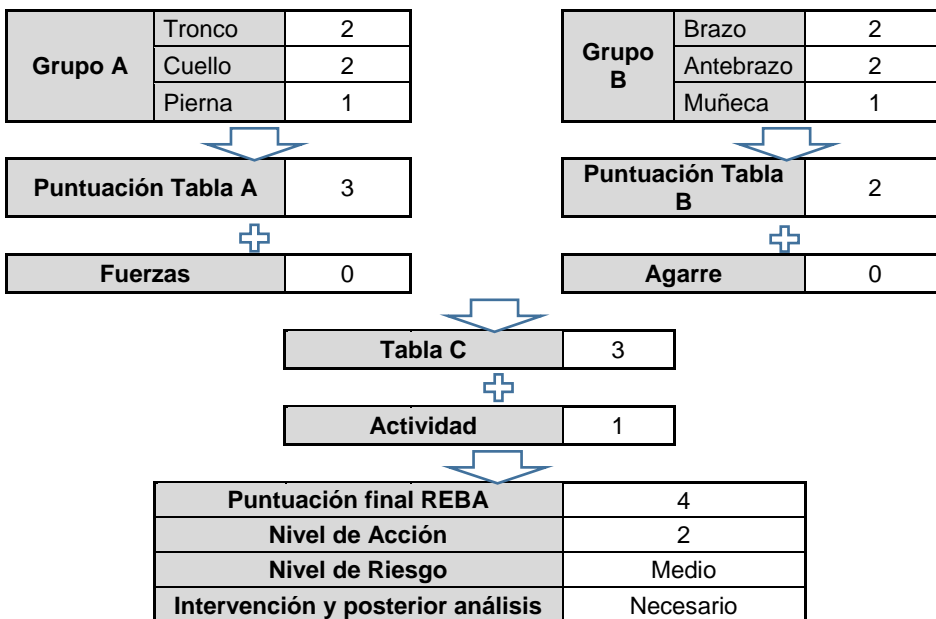 Grupo A
Tronco 2
Cuello 2
Pierna 1
Grupo
B
Brazo 2
Antebrazo 2
Muñeca 1
Puntuación Tabla A 3
Puntuación Tabla
B 2
Fuerzas 0
Agarre 0
Tabla C 3
Actividad 1
Puntuación final REBA 4
Nivel de Acción 2
Nivel de Riesgo Medio
Intervención y posterior análisis Necesario